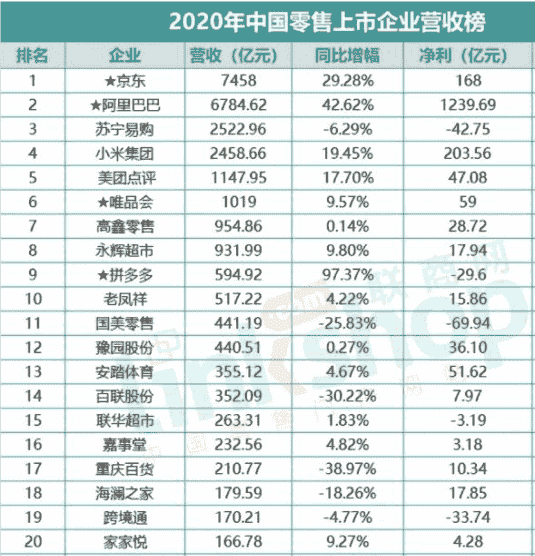 2020年中国零售上市企业营收榜
排名 企业 营收（亿元） 同比增幅 净利（亿元）
1 ★京东 7458 29.28% 168
2 ★阿里巴巴 6784.62 42.62% 1239.69
3 苏宁易购 2522.96 -6.29% -42.75
4 小米集团 2458.66 19.45% 203.56
5 美团点评 1147.95 17.70% 47.08
6 ★唯品会 1019 9.57% 59
7 高鑫零售 954.86 0.14% 28.72
8 永辉超市 931.99 9.80% 17.94
9 ★拼多多 594.92 97.37% -29.6
10 老凤祥 517.22 4.22% 15.86
11 国美零售 441.19 -25.83% -69.94
12 豫园股份 440.51 0.27% 36.10
13 安踏体育 355.12 4.67% 51.62
14 百联股份 352.09 -30.22% 7.97
15 联华超市 263.31 1.83% -3.19
16 嘉事堂 232.56 4.82% 3.18
17 重庆百货 210.77 -38.97% 10.34
18 海澜之家 179.59 -18.26% 17.85
19 跨境通 170.21 -4.77% -33.74
20 家家悦 166.78 9.27% 4.28
linkshop
.com
联商网